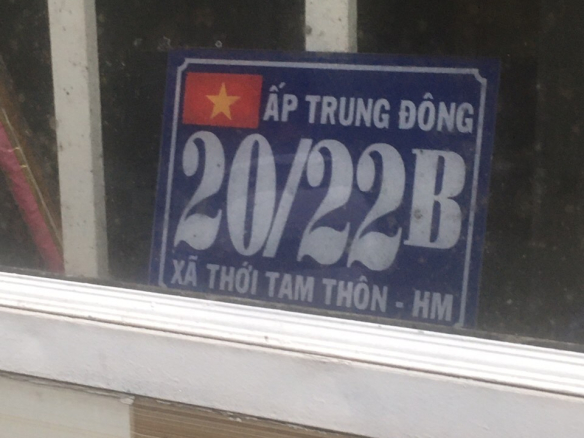 ẤP TRUNG ĐÔNG
20/22B
XÃ THỚI TAM THÔN - HM